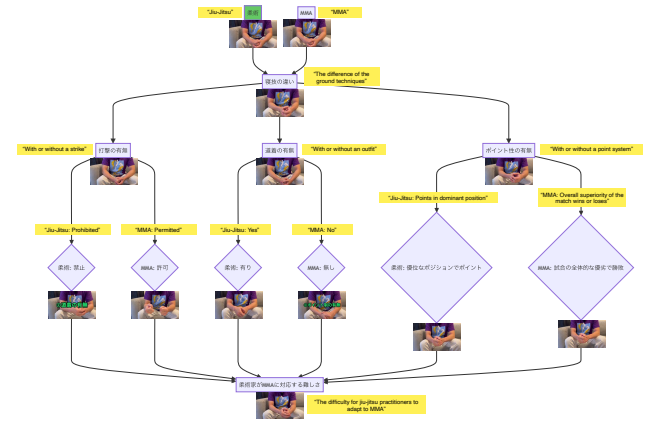 "Jiu-Jitsu"
柔術
MMA
"MMA"
寝技の違い
"The difference of the
ground techniques"
"With or without a strike"
打撃の有無
道着の有無
"With or without an outfit"
ポイント性の有無
"With or without a point system"
"Jiu-Jitsu: Prohibited"
"MMA: Permitted"
"Jiu-Jitsu: Yes"
"MMA: No"
"Jiu-Jitsu: Points in dominant position"
"MMA: Overall superiority of the
match wins or loses"
柔術: 禁止
MMA: 許可
柔術: 有り
MMA: 無し
柔術: 優位なポジションでポイント
MMA: 試合の全体的な優劣で勝敗
柔術家がMMAに対応する難しさ
"The difficulty for jiu-jitsu practitioners to
adapt to MMA"